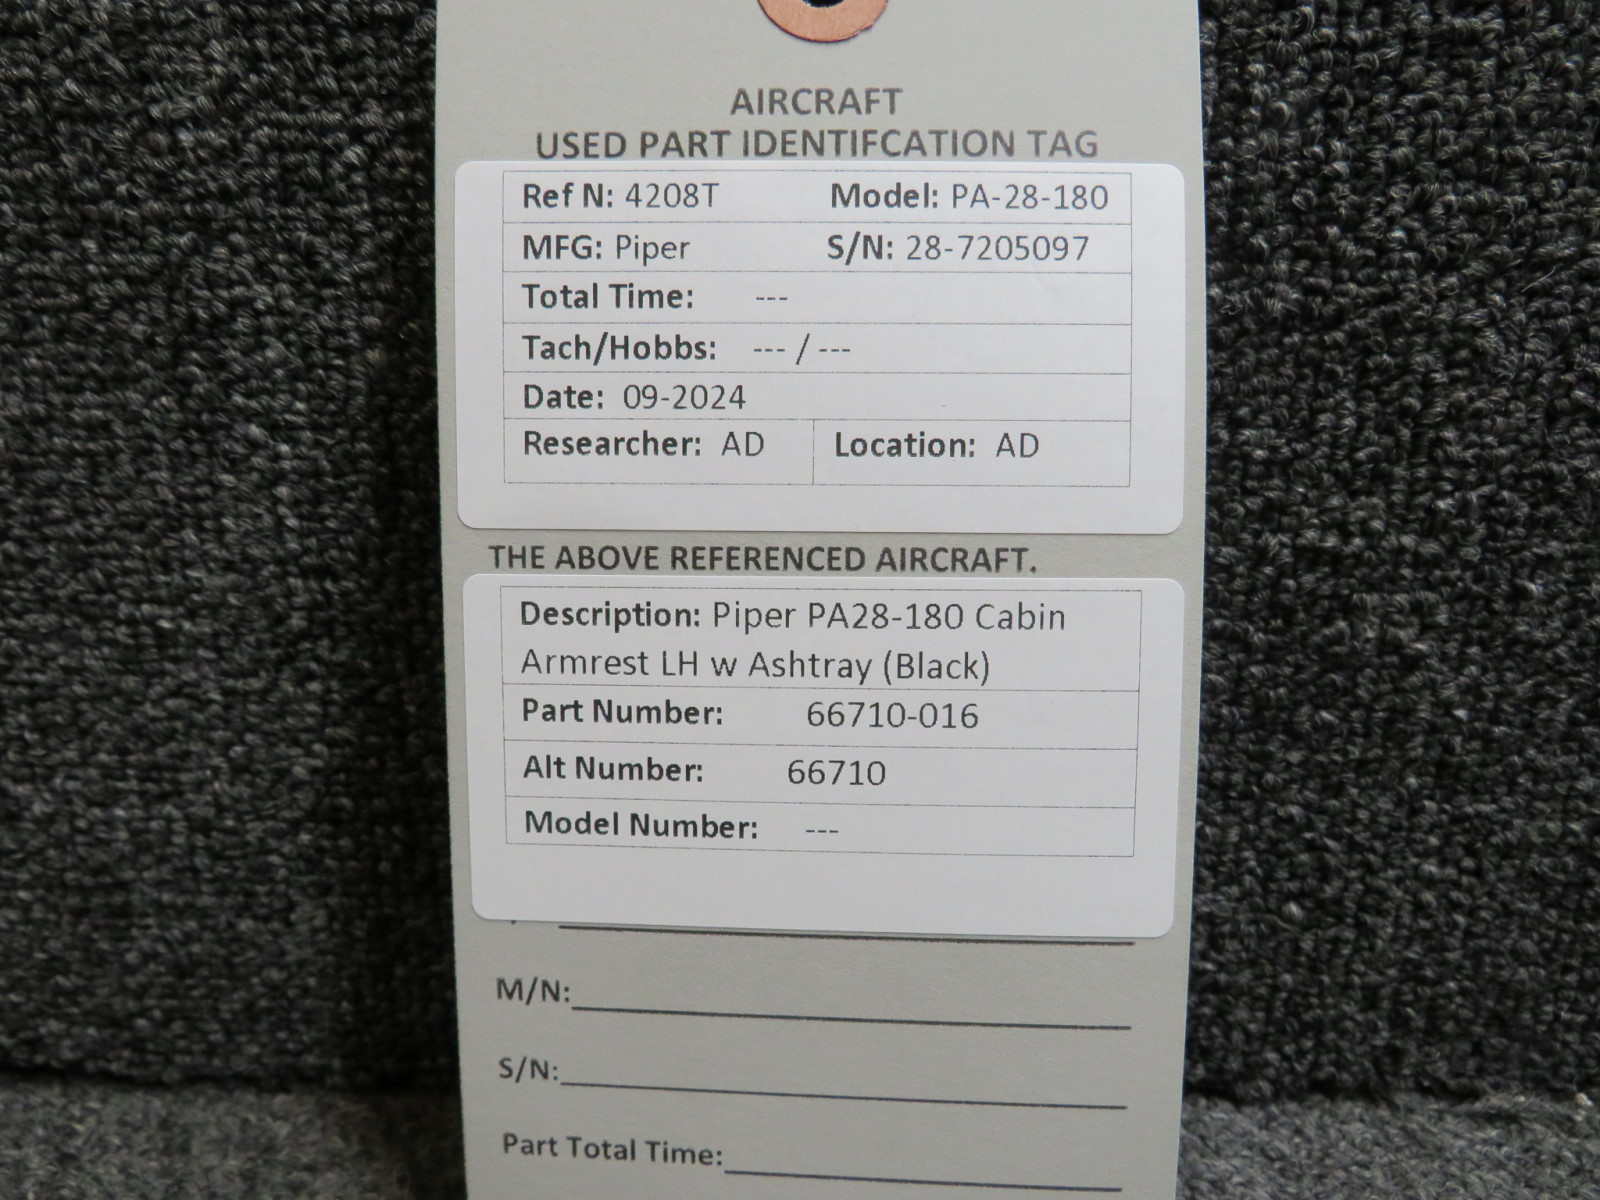 AIRCRAFT
USED PART IDENTIFCATION TAG
Ref N: 4208T Model: PA-28-180
MFG: Piper S/N: 28-7205097
Total Time: ---
Tach/Hobbs: --- / ---
Date: 09-2024
Researcher: AD Location: AD
THE ABOVE REFERENCED AIRCRAFT.
Description: Piper PA28-180 Cabin
Armrest LH w Ashtray (Black)
Part Number: 66710-016
Alt Number: 66710
Model Number: ---
M/N:
S/N:
Part Total Time: